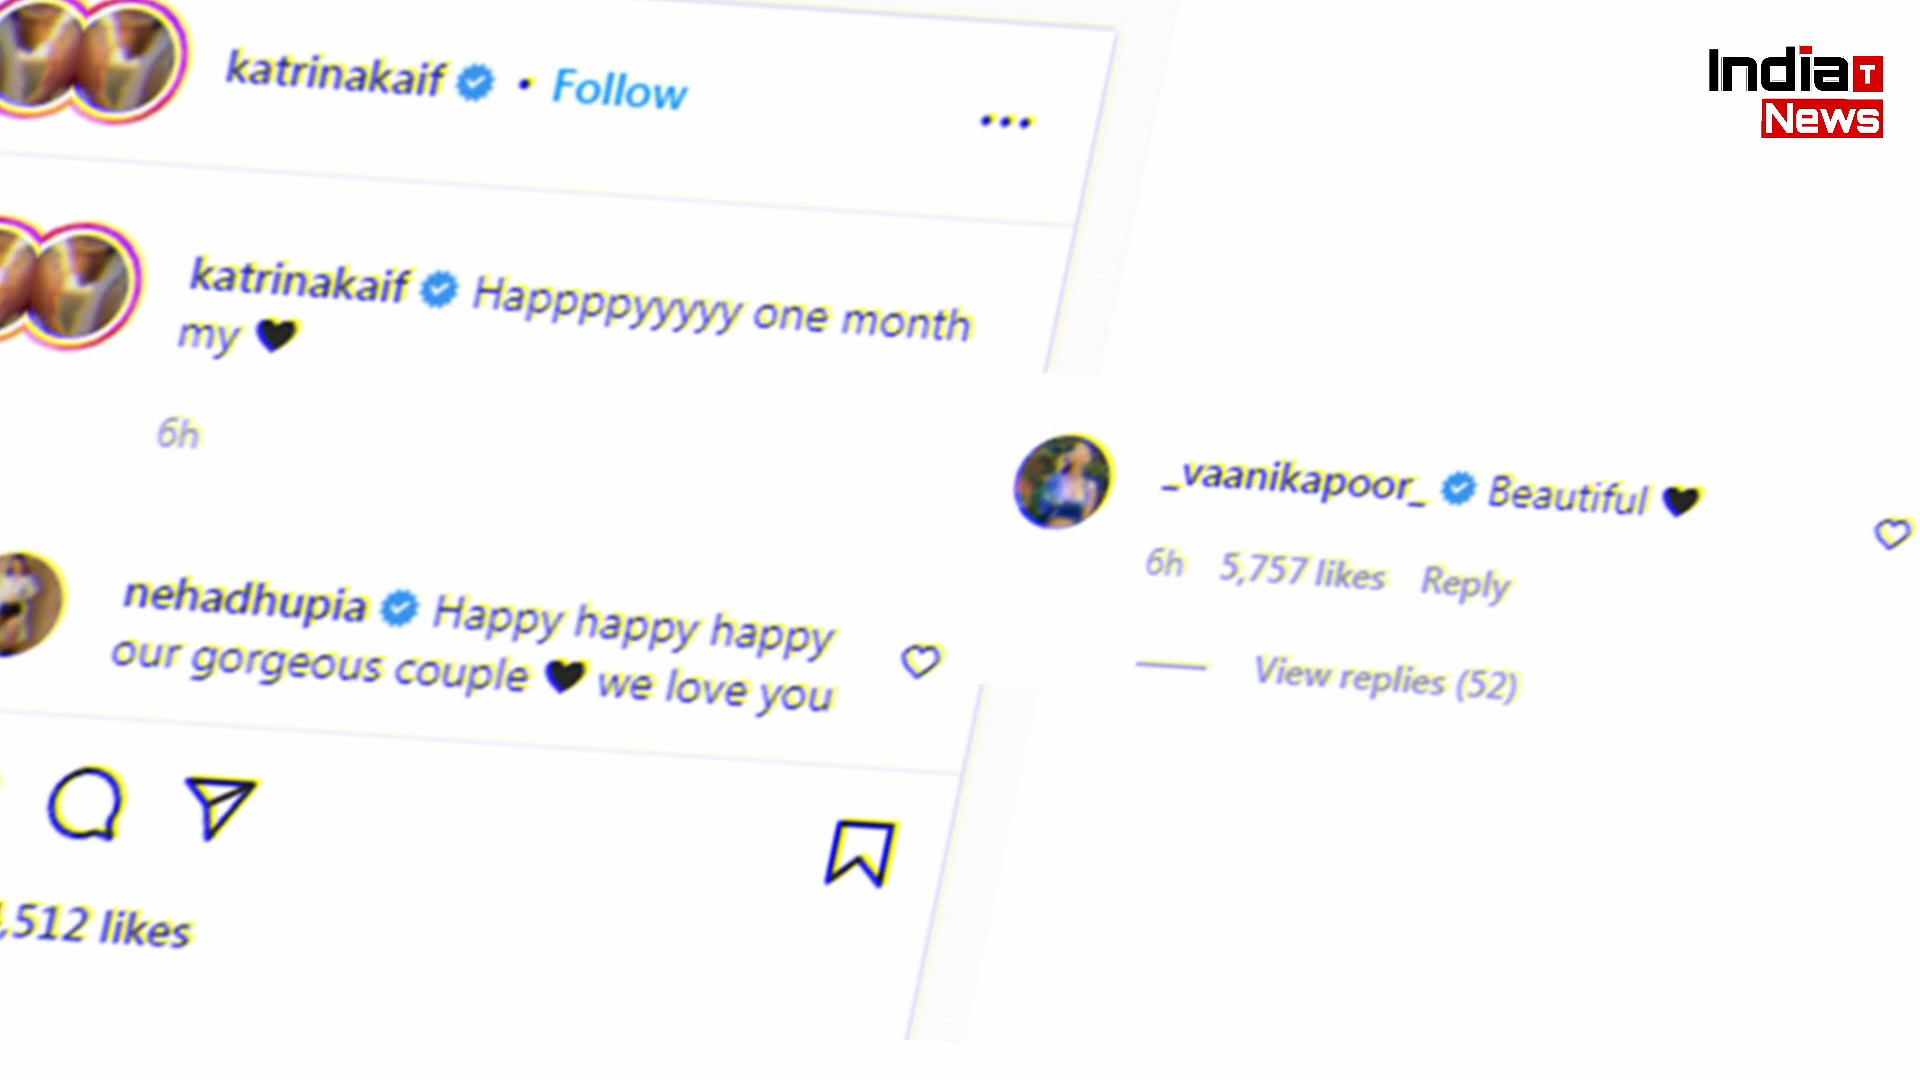 katrinakaif • Follow
katrinakaif Happpppyyyyy one month
my 🖤
6h
nehadhupia Happy happy happy
our gorgeous couple 🖤 we love you
,512 likes
_vaanikapoor_ Beautiful 🖤
6h 5,757 likes Reply
View replies (52)
India T
News